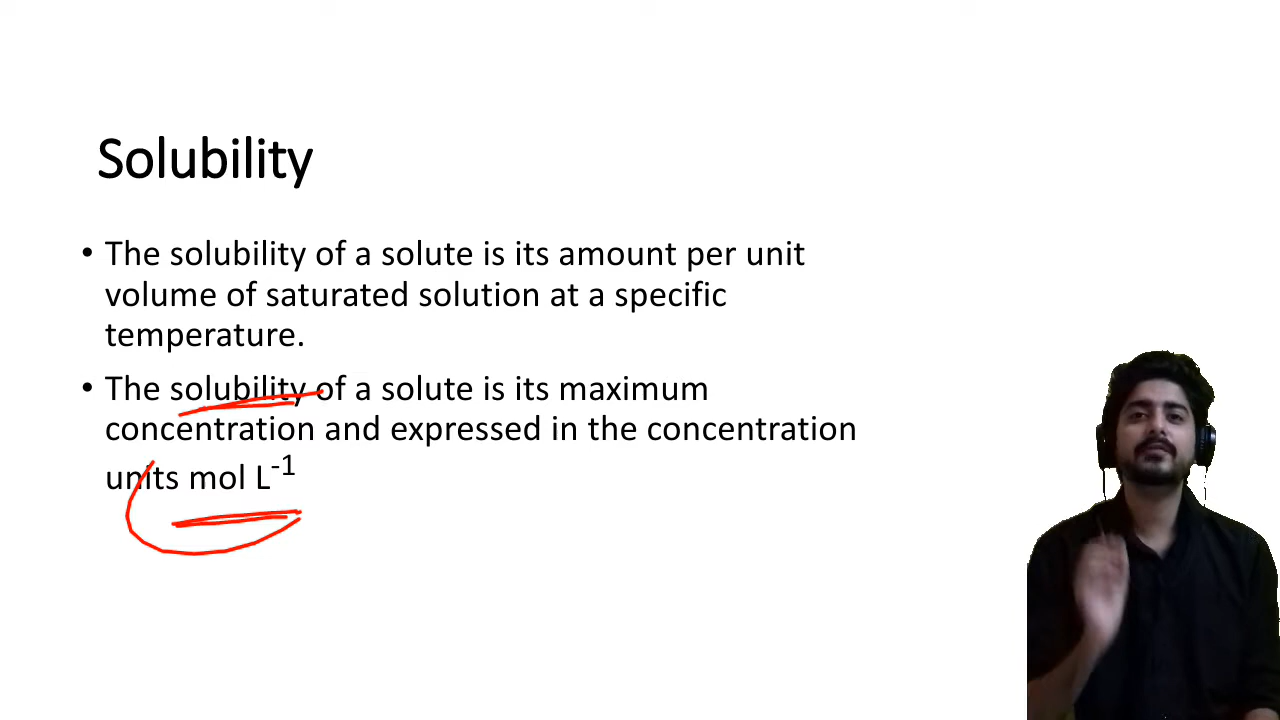 Solubility
• The solubility of a solute is its amount per unit
volume of saturated solution at a specific
temperature.
• The solubility of a solute is its maximum
concentration and expressed in the concentration
units mol L⁻¹